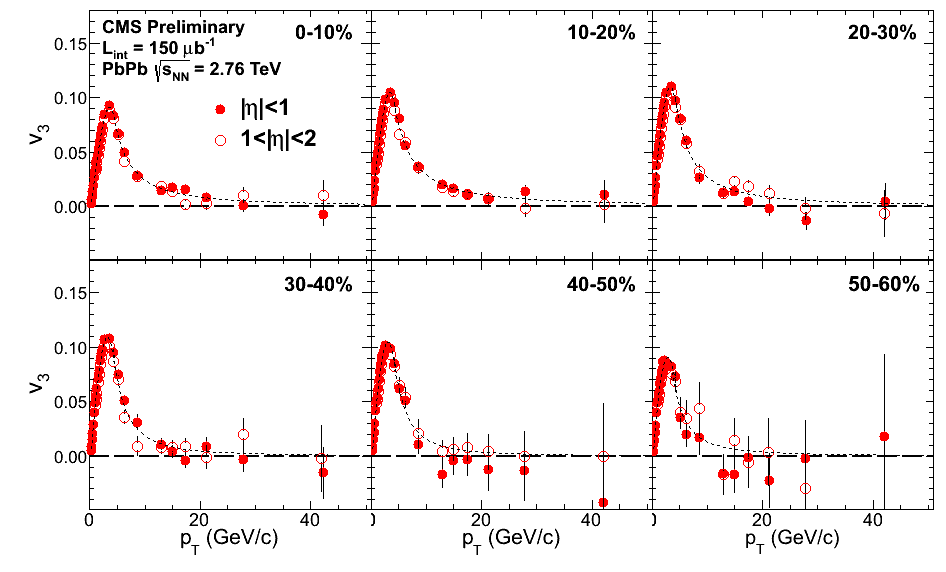 CMS Preliminary
L_int = 150 μb^-1
PbPb √s_NN = 2.76 TeV
0-10%
10-20%
20-30%
|η|<1
1<|η|<2
v_3
0.15
0.10
0.05
0.00
30-40%
40-50%
50-60%
v_3
0.15
0.10
0.05
0.00
0 20 40
0 20 40
0 20 40
p_T (GeV/c)
p_T (GeV/c)
p_T (GeV/c)